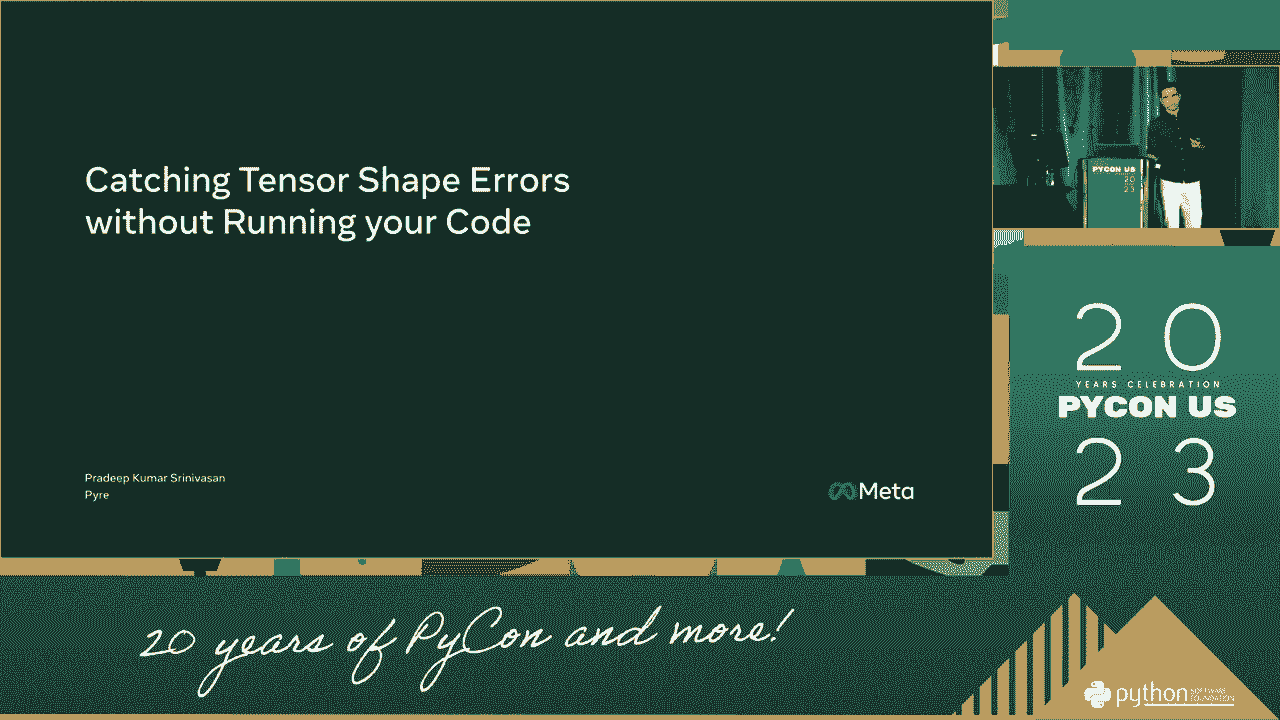 Catching Tensor Shape Errors
without Running your Code
Pradeep Kumar Srinivasan
Pyre
Meta
PYCON US
20
23
20
YEARS CELEBRATION
PYCON US
23
20 years of PyCon and more!
python
SOFTWARE
FOUNDATION